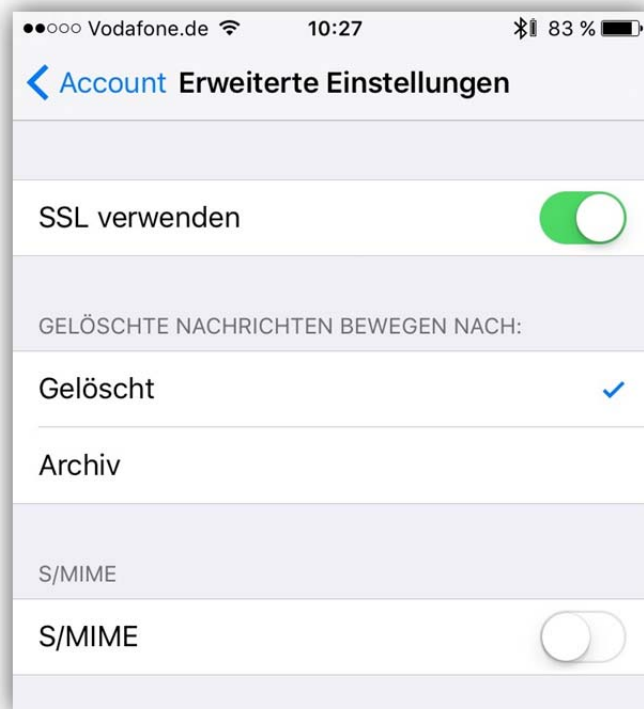 Vodafone.de 10:27 83 %
Account Erweiterte Einstellungen
SSL verwenden
GELÖSCHTE NACHRICHTEN BEWEGEN NACH:
Gelöscht
Archiv
S/MIME
S/MIME